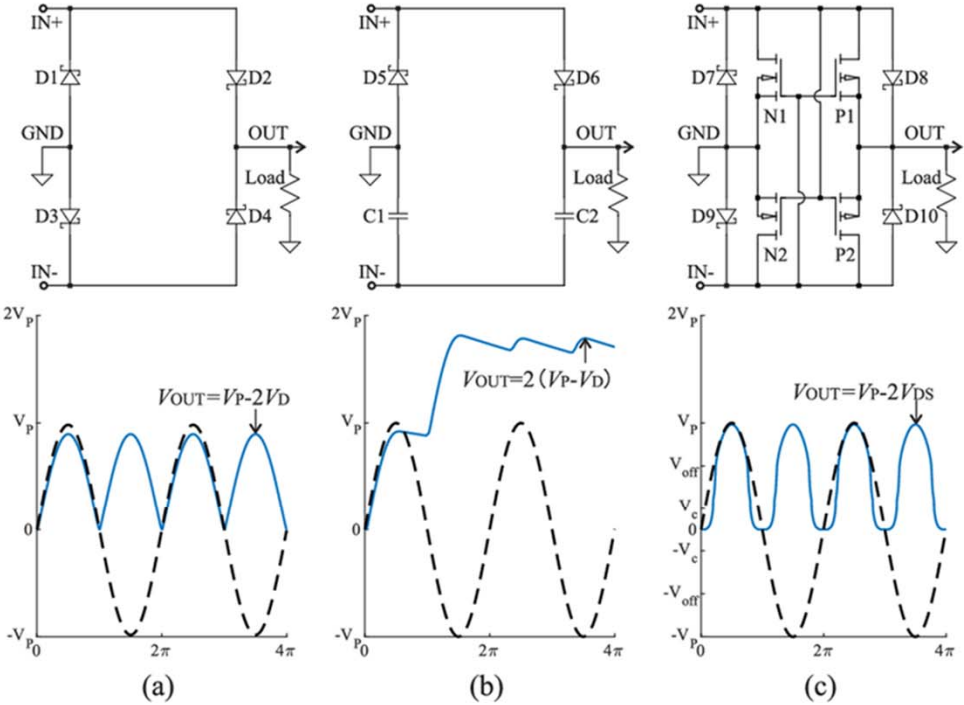 IN+
D1
D2
GND
OUT
Load
D3
D4
IN-
IN+
D5
D6
GND
OUT
Load
C1
C2
IN-
IN+
D7
N1
P1
D8
GND
OUT
Load
D9
N2
P2
D10
IN-
2VP
VOUT=VP-2VD
VP
0
-VP
0
2π
4π
(a)
2VP
VOUT=2 (VP-VD)
VP
0
-VP
0
2π
4π
(b)
2VP
VOUT=VP-2VDS
VP
Voff
Vc
0
-Vc
-Voff
-VP
0
2π
4π
(c)